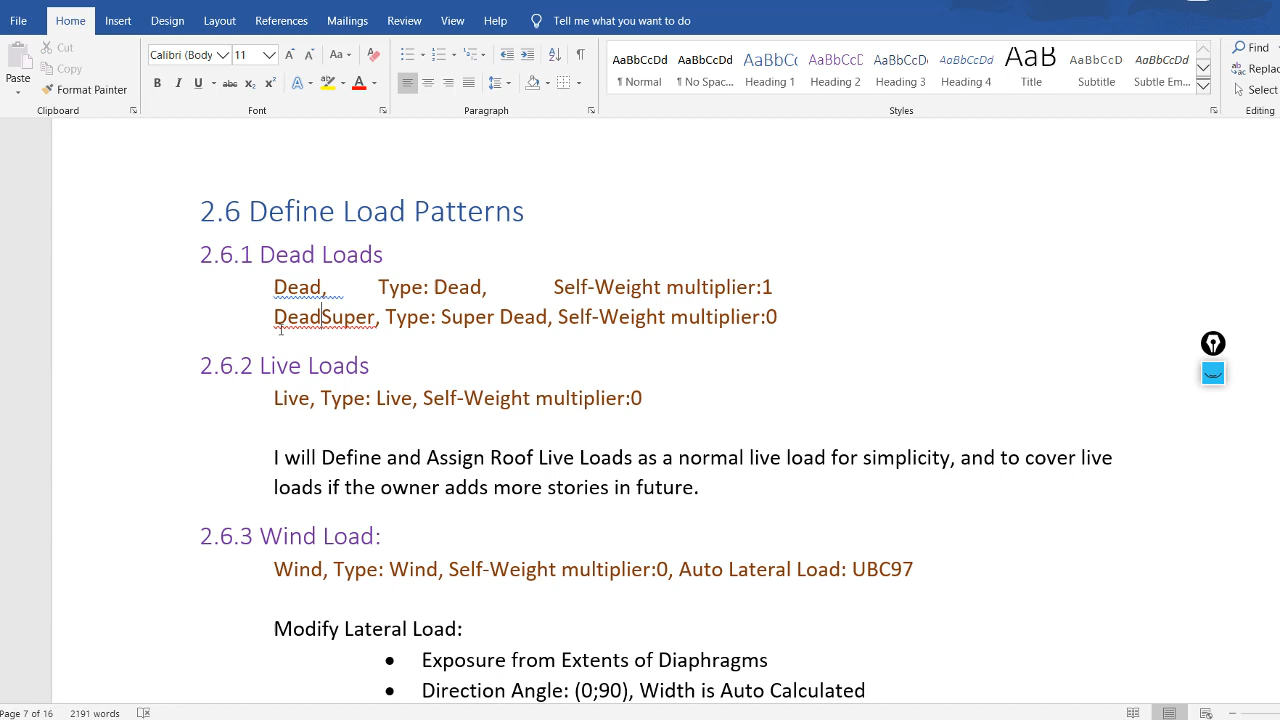 File Home Insert Design Layout References Mailings Review View Help Tell me what you want to do
Paste
Cut
Copy
Format Painter
Calibri (Body 11
Clipboard
Font
Paragraph
AaBbCcDd AaBbCcDd AaBbCc AaBbCcD AaBbCcDd AaBbCcDd AaB AaBbCcDd AaBbCcDd
¶ Normal ¶ No Spac... Heading 1 Heading 2 Heading 3 Heading 4 Title Subtitle Subtle Em...
Styles
Find
Replac
Select
Editing
2.6 Define Load Patterns
2.6.1 Dead Loads
Dead, Type: Dead, Self-Weight multiplier:1
DeadSuper, Type: Super Dead, Self-Weight multiplier:0
2.6.2 Live Loads
Live, Type: Live, Self-Weight multiplier:0
I will Define and Assign Roof Live Loads as a normal live load for simplicity, and to cover live
loads if the owner adds more stories in future.
2.6.3 Wind Load:
Wind, Type: Wind, Self-Weight multiplier:0, Auto Lateral Load: UBC97
Modify Lateral Load:
• Exposure from Extents of Diaphragms
• Direction Angle: (0;90), Width is Auto Calculated
Page 7 of 16 2191 words